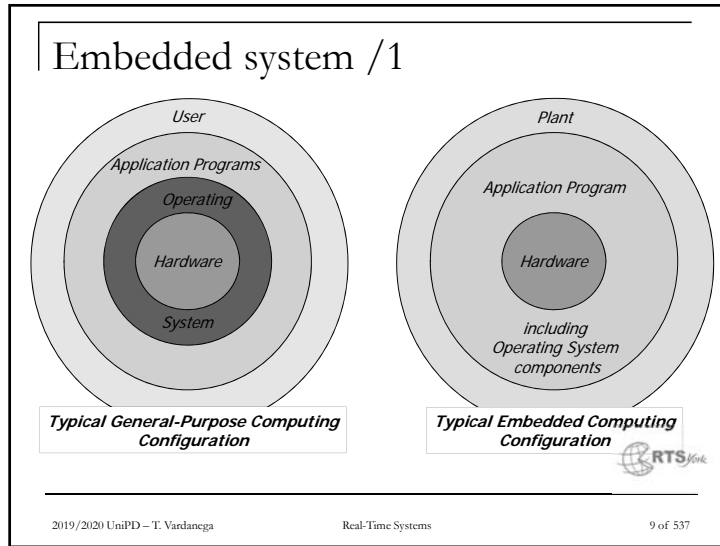 Embedded system /1
User
Application Programs
Operating
Hardware
System
Typical General-Purpose Computing
Configuration
Plant
Application Program
Hardware
including
Operating System
components
Typical Embedded Computing
Configuration
RTS York
2019/2020 UniPD – T. Vardanega
Real-Time Systems
9 of 537